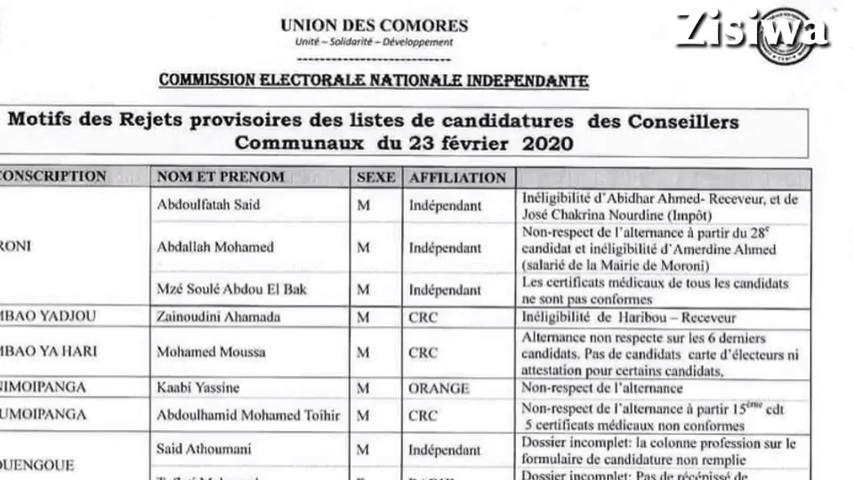 Zisiwa
UNION DES COMORES
Unité – Solidarité – Développement
COMMISSION ELECTORALE NATIONALE INDEPENDANTE
Motifs des Rejets provisoires des listes de candidatures des Conseillers
Communaux du 23 février 2020
CONSCRIPTION NOM ET PRENOM SEXE AFFILIATION
RONI
Abdoulfatah Said M Indépendant
Inéligibilité d'Abidhar Ahmed- Receveur, et de
José Chakrina Nourdine (Impôt)
Abdallah Mohamed M Indépendant
Non-respect de l'alternance à partir du 28e
candidat et inéligibilité d'Amerdine Ahmed
(salarié de la Mairie de Moroni)
Mzé Soulé Abdou El Bak M Indépendant
Les certificats médicaux de tous les candidats
ne sont pas conformes
MBAO YADJOU Zainoudini Ahamada M CRC Inéligibilité de Haribou – Receveur
MBAO YA HARI Mohamed Moussa M CRC
Alternance non respecte sur les 6 derniers
candidats. Pas de candidats carte d'électeurs ni
attestation pour certains candidats,
NIMOIPANGA Kaabi Yassine M ORANGE Non-respect de l'alternance
UMOIPANGA Abdoulhamid Mohamed Toihir M CRC
Non-respect de l'alternance à partir 15ème cdt
5 certificats médicaux non conformes
OUENGOUE
Said Athoumani M Indépendant
Dossier incomplet: la colonne profession sur le
formulaire de candidature non remplie
Dossier incomplet: Pas de récépissé de